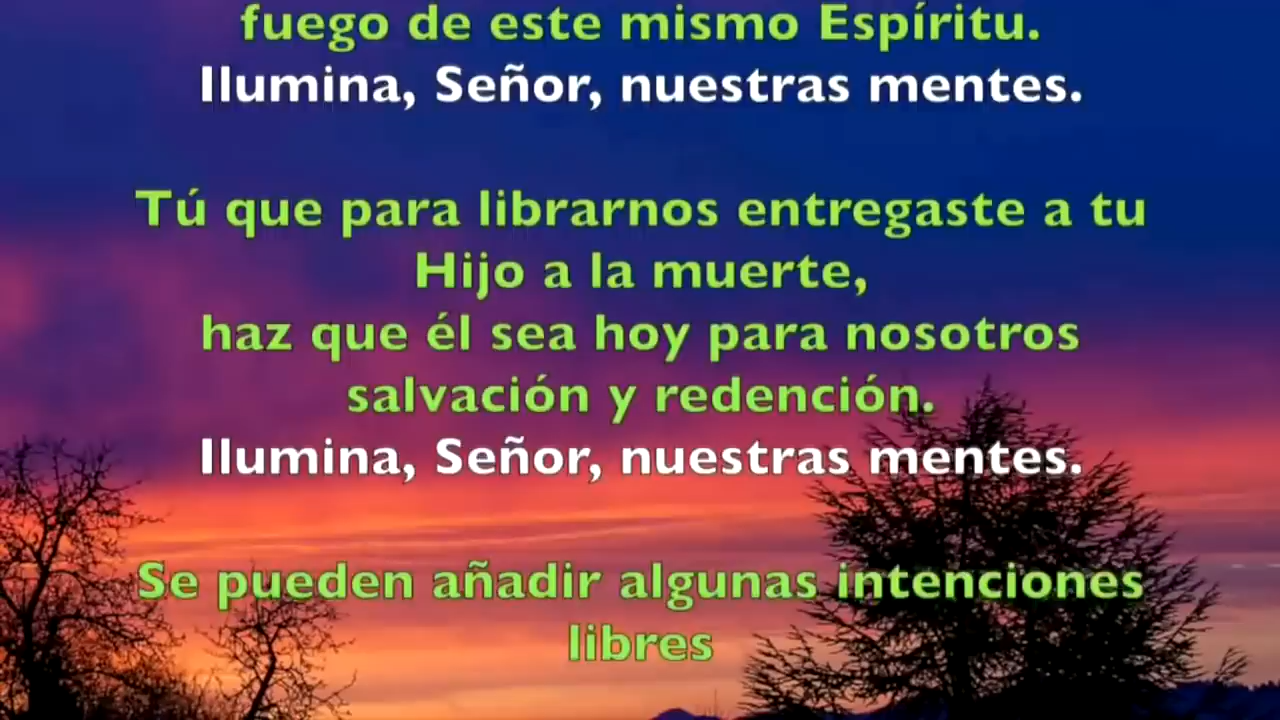 fuego de este mismo Espíritu.
Ilumina, Señor, nuestras mentes.
Tú que para librarnos entregaste a tu
Hijo a la muerte,
haz que él sea hoy para nosotros
salvación y redención.
Ilumina, Señor, nuestras mentes.
Se pueden añadir algunas intenciones
libres